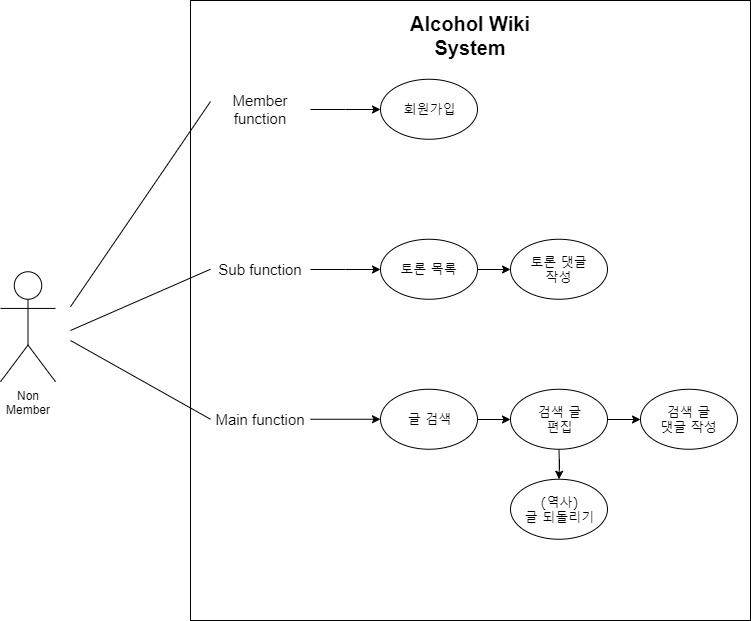 Alcohol Wiki
System
Member
function
회원가입
Sub function
토론 목록
토론 댓글
작성
Non
Member
Main function
글 검색
검색 글
편집
검색 글
댓글 작성
(역사)
글 되돌리기